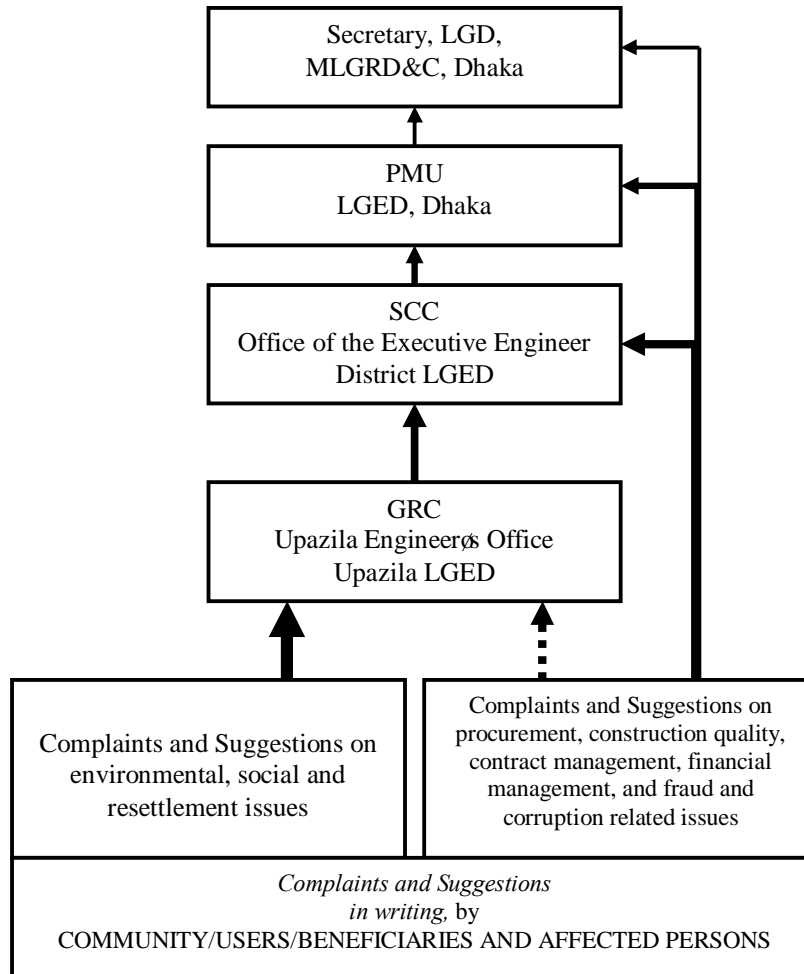 Secretary, LGD,
MLGRD&C, Dhaka
PMU
LGED, Dhaka
SCC
Office of the Executive Engineer
District LGED
GRC
Upazila Engineerøs Office
Upazila LGED
Complaints and Suggestions on
environmental, social and
resettlement issues
Complaints and Suggestions on
procurement, construction quality,
contract management, financial
management, and fraud and
corruption related issues
Complaints and Suggestions
in writing, by
COMMUNITY/USERS/BENEFICIARIES AND AFFECTED PERSONS